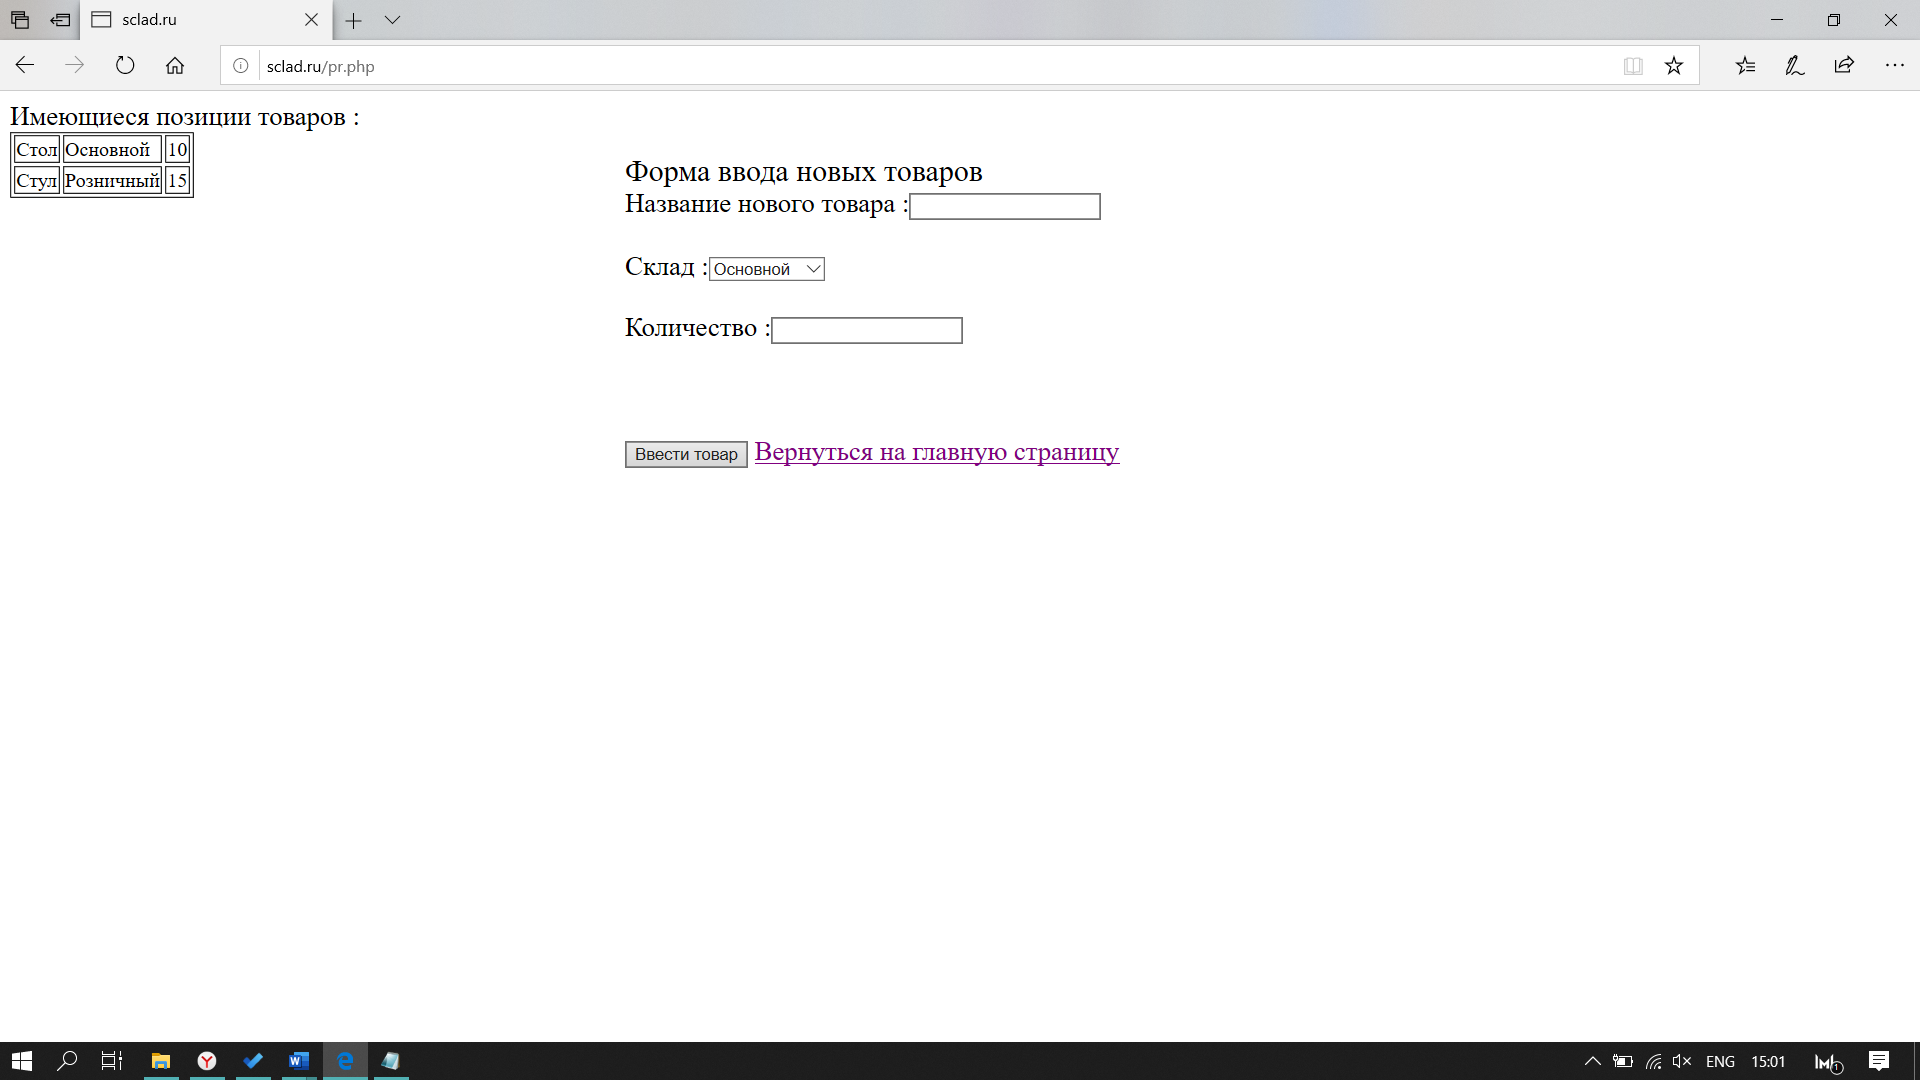 sclad.ru
sclad.ru/pr.php
Имеющиеся позиции товаров :
Стол Основной 10
Стул Розничный 15
Форма ввода новых товаров
Название нового товара :
Склад : Основной
Количество :
Ввести товар Вернуться на главную страницу
ENG 15:01